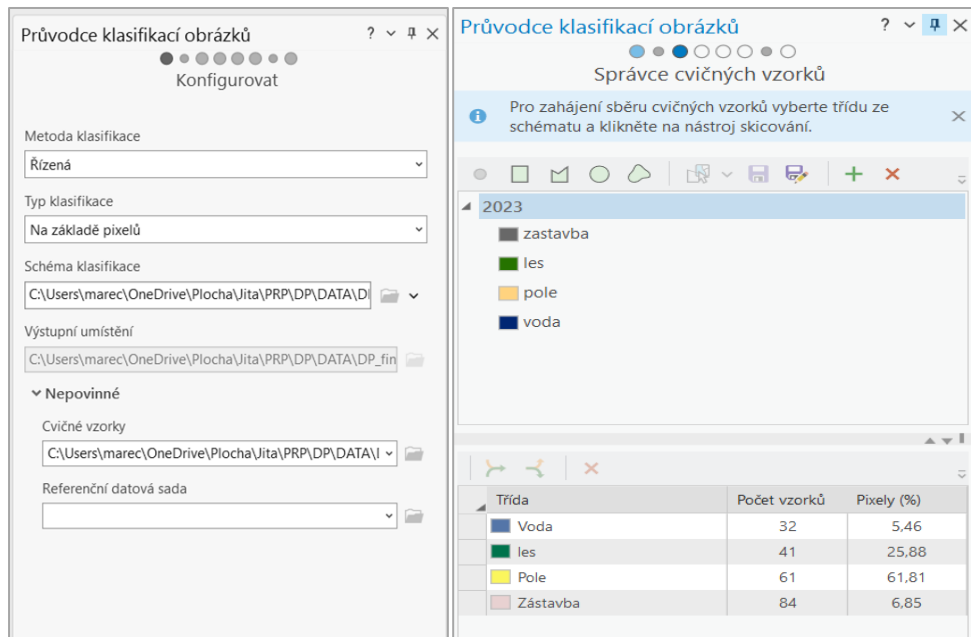 Průvodce klasifikací obrázků
Konfigurovat
Metoda klasifikace
Řízená
Typ klasifikace
Na základě pixelů
Schéma klasifikace
C:\Users\marec\OneDrive\Plocha\Jita\PRP\DP\DATA\DI
Výstupní umístění
C:\Users\marec\OneDrive\Plocha\Jita\PRP\DP\DATA\DP_fin
Nepovinné
Cvičné vzorky
C:\Users\marec\OneDrive\Plocha\Jita\PRP\DP\DATA\I
Referenční datová sada
Průvodce klasifikací obrázků
Správce cvičných vzorků
Pro zahájení sběru cvičných vzorků vyberte třídu ze
schématu a klikněte na nástroj skicování.
2023
zastavba
les
pole
voda
Třída Počet vzorků Pixely (%)
Voda 32 5,46
les 41 25,88
Pole 61 61,81
Zástavba 84 6,85